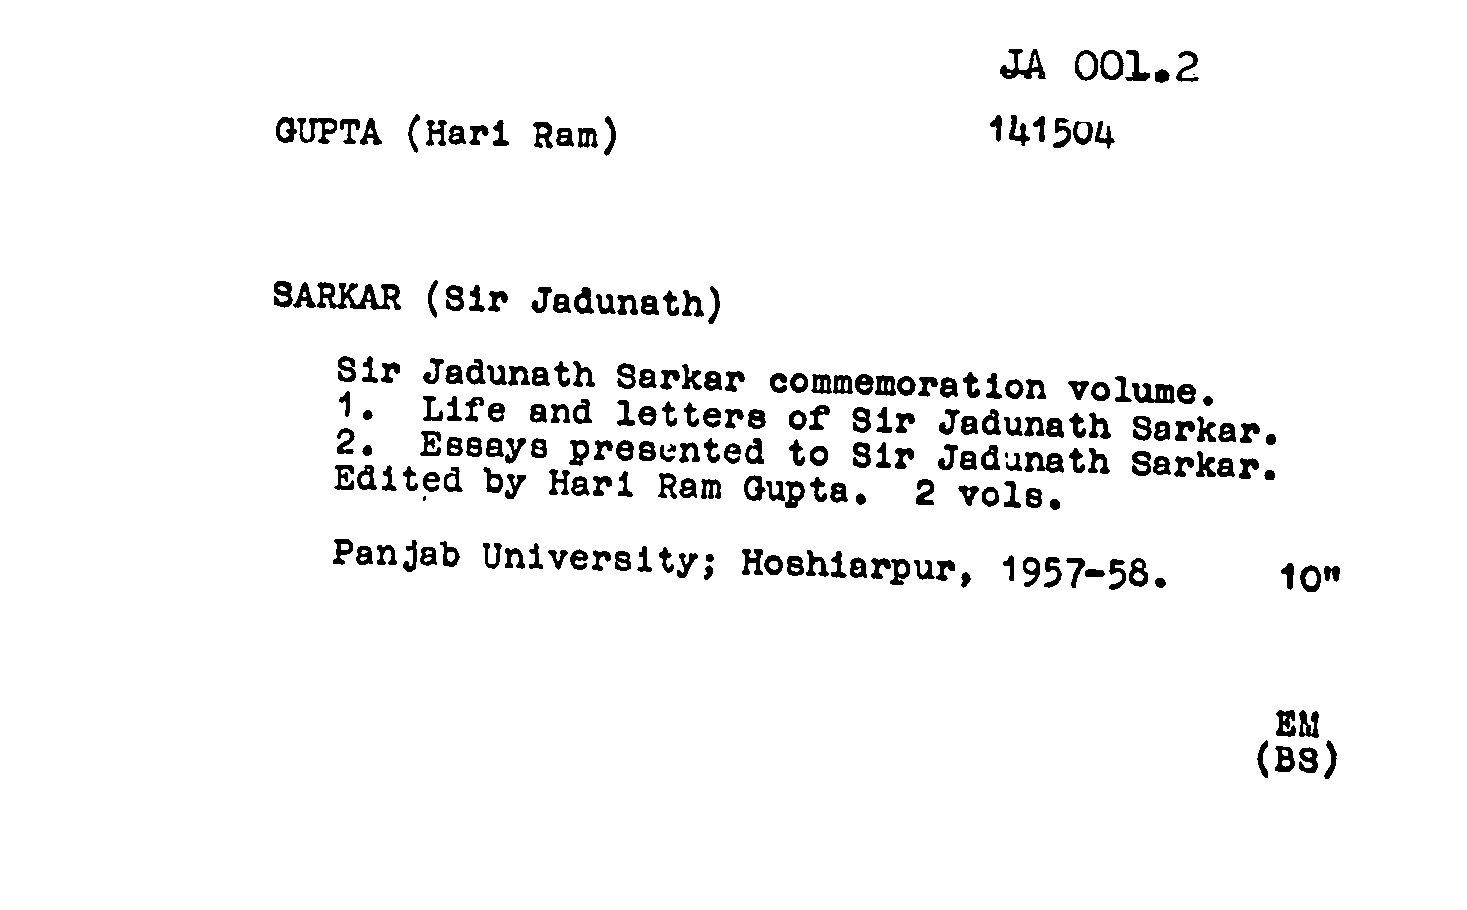 JA 001.2
GUPTA (Hari Ram) 141504
SARKAR (Sir Jadunath)
Sir Jadunath Sarkar commemoration volume.
1. Life and letters of Sir Jadunath Sarkar.
2. Essays presented to Sir Jadunath Sarkar.
Edited by Hari Ram Gupta. 2 vols.
Panjab University; Hoshiarpur, 1957-58. 10"
EM
(BS)